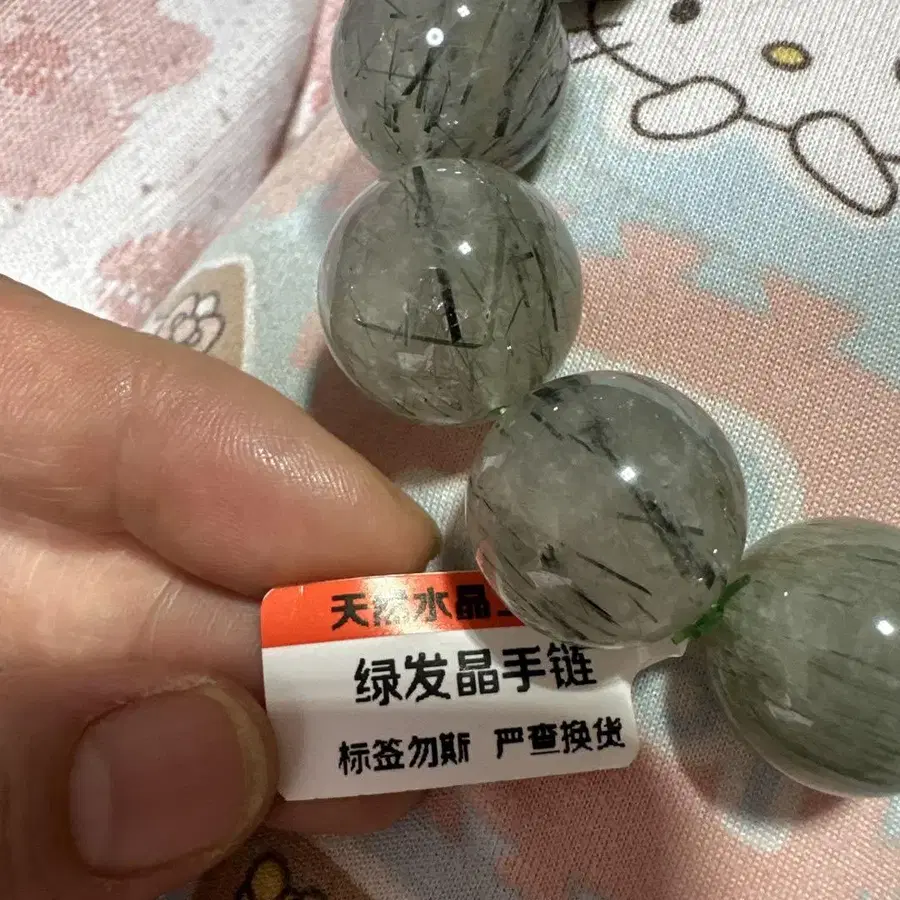 天然水晶
绿发晶手链
标签勿斯 严查换货